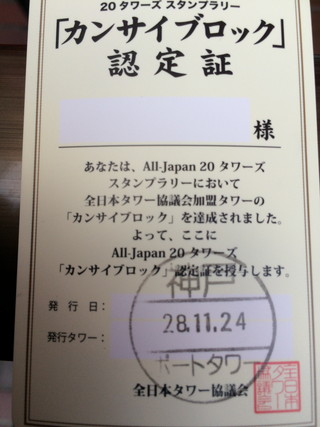 20 タワーズ スタンプラリー
「カンサイブロック」
認定証
様
あなたは、All-Japan 20 タワーズ
スタンプラリーにおいて
全日本タワー協議会加盟タワーの
「カンサイブロック」を達成されました。
よって、ここに
All-Japan 20 タワーズ
「カンサイブロック」認定証を授与します。
発行日：
神戸
28.11.24
発行タワー：
ポートタワー
全日本タワー協議会